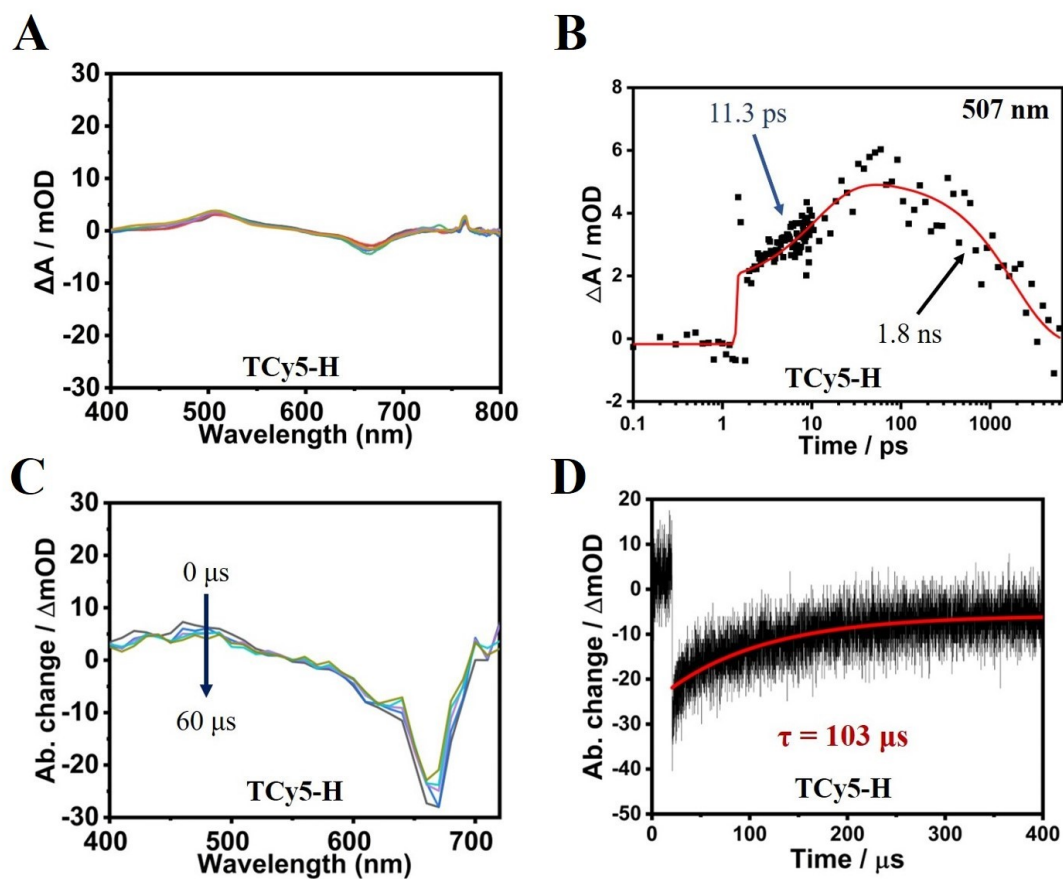 A
30
20
10
0
-10
-20
-30
ΔA / mOD
TCy5-H
400 500 600 700 800
Wavelength (nm)
B
8
6
4
2
0
-2
△A / mOD
11.3 ps
507 nm
1.8 ns
TCy5-H
0.1 1 10 100 1000
Time / ps
C
30
20
10
0
-10
-20
-30
Ab. change / ΔmOD
0 μs
60 μs
TCy5-H
400 500 600 700
Wavelength (nm)
D
20
10
0
-10
-20
-30
-40
-50
Ab. change / ΔmOD
τ = 103 μs
TCy5-H
0 100 200 300 400
Time / μs